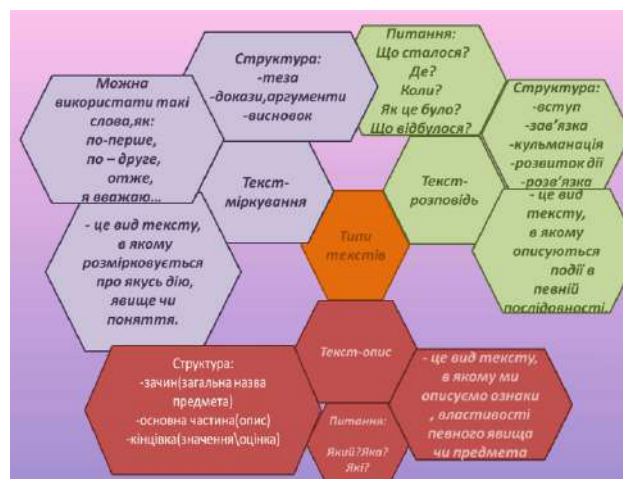 Типи
текстів
Текст-
міркування
Структура:
-теза
-докази,аргументи
-висновок
Можна
використати такі
слова,як:
по-перше,
по – друге,
отже,
я вважаю...
- це вид тексту,
в якому
розмірковується
про якусь дію,
явище чи
поняття.
Текст-
розповідь
Питання:
Що сталося?
Де?
Коли?
Як це було?
Що відбулося?
Структура:
-вступ
-зав’язка
-кульманація
-розвиток дії
-розв’язка
- це вид
тексту,
в якому
описуються
події в
певній
послідовності.
Текст-опис
Структура:
-зачин(загальна назва
предмета)
-основна частина(опис)
-кінцівка(значення\оцінка)
Питання:
Який?Яка?
Які?
- це вид тексту,
в якому ми
описуємо ознаки
, властивості
певного явища
чи предмета